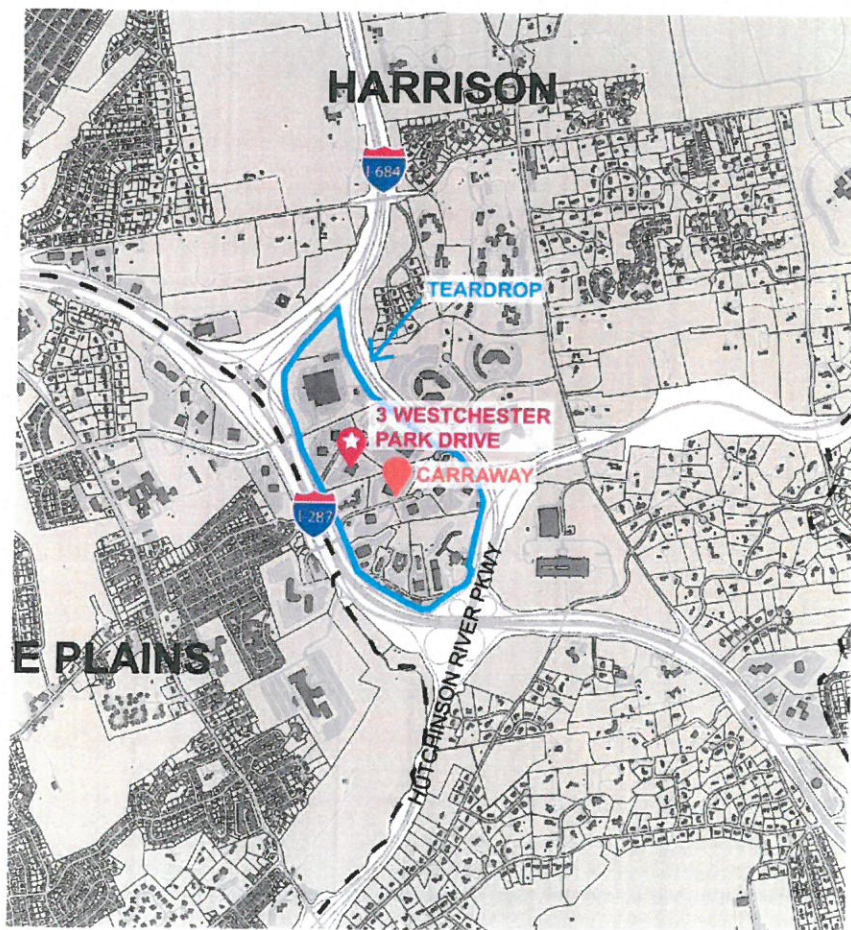 HARRISON
I-684
TEARDROP
3 WESTCHESTER
PARK DRIVE
CARRAWAY
I-287
HUTCHINSON RIVER PKWY
E PLAINS